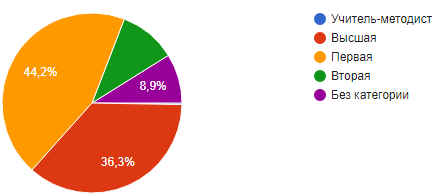 Учитель-методист
Высшая
Первая
Вторая
Без категории
44,2%
8,9%
36,3%